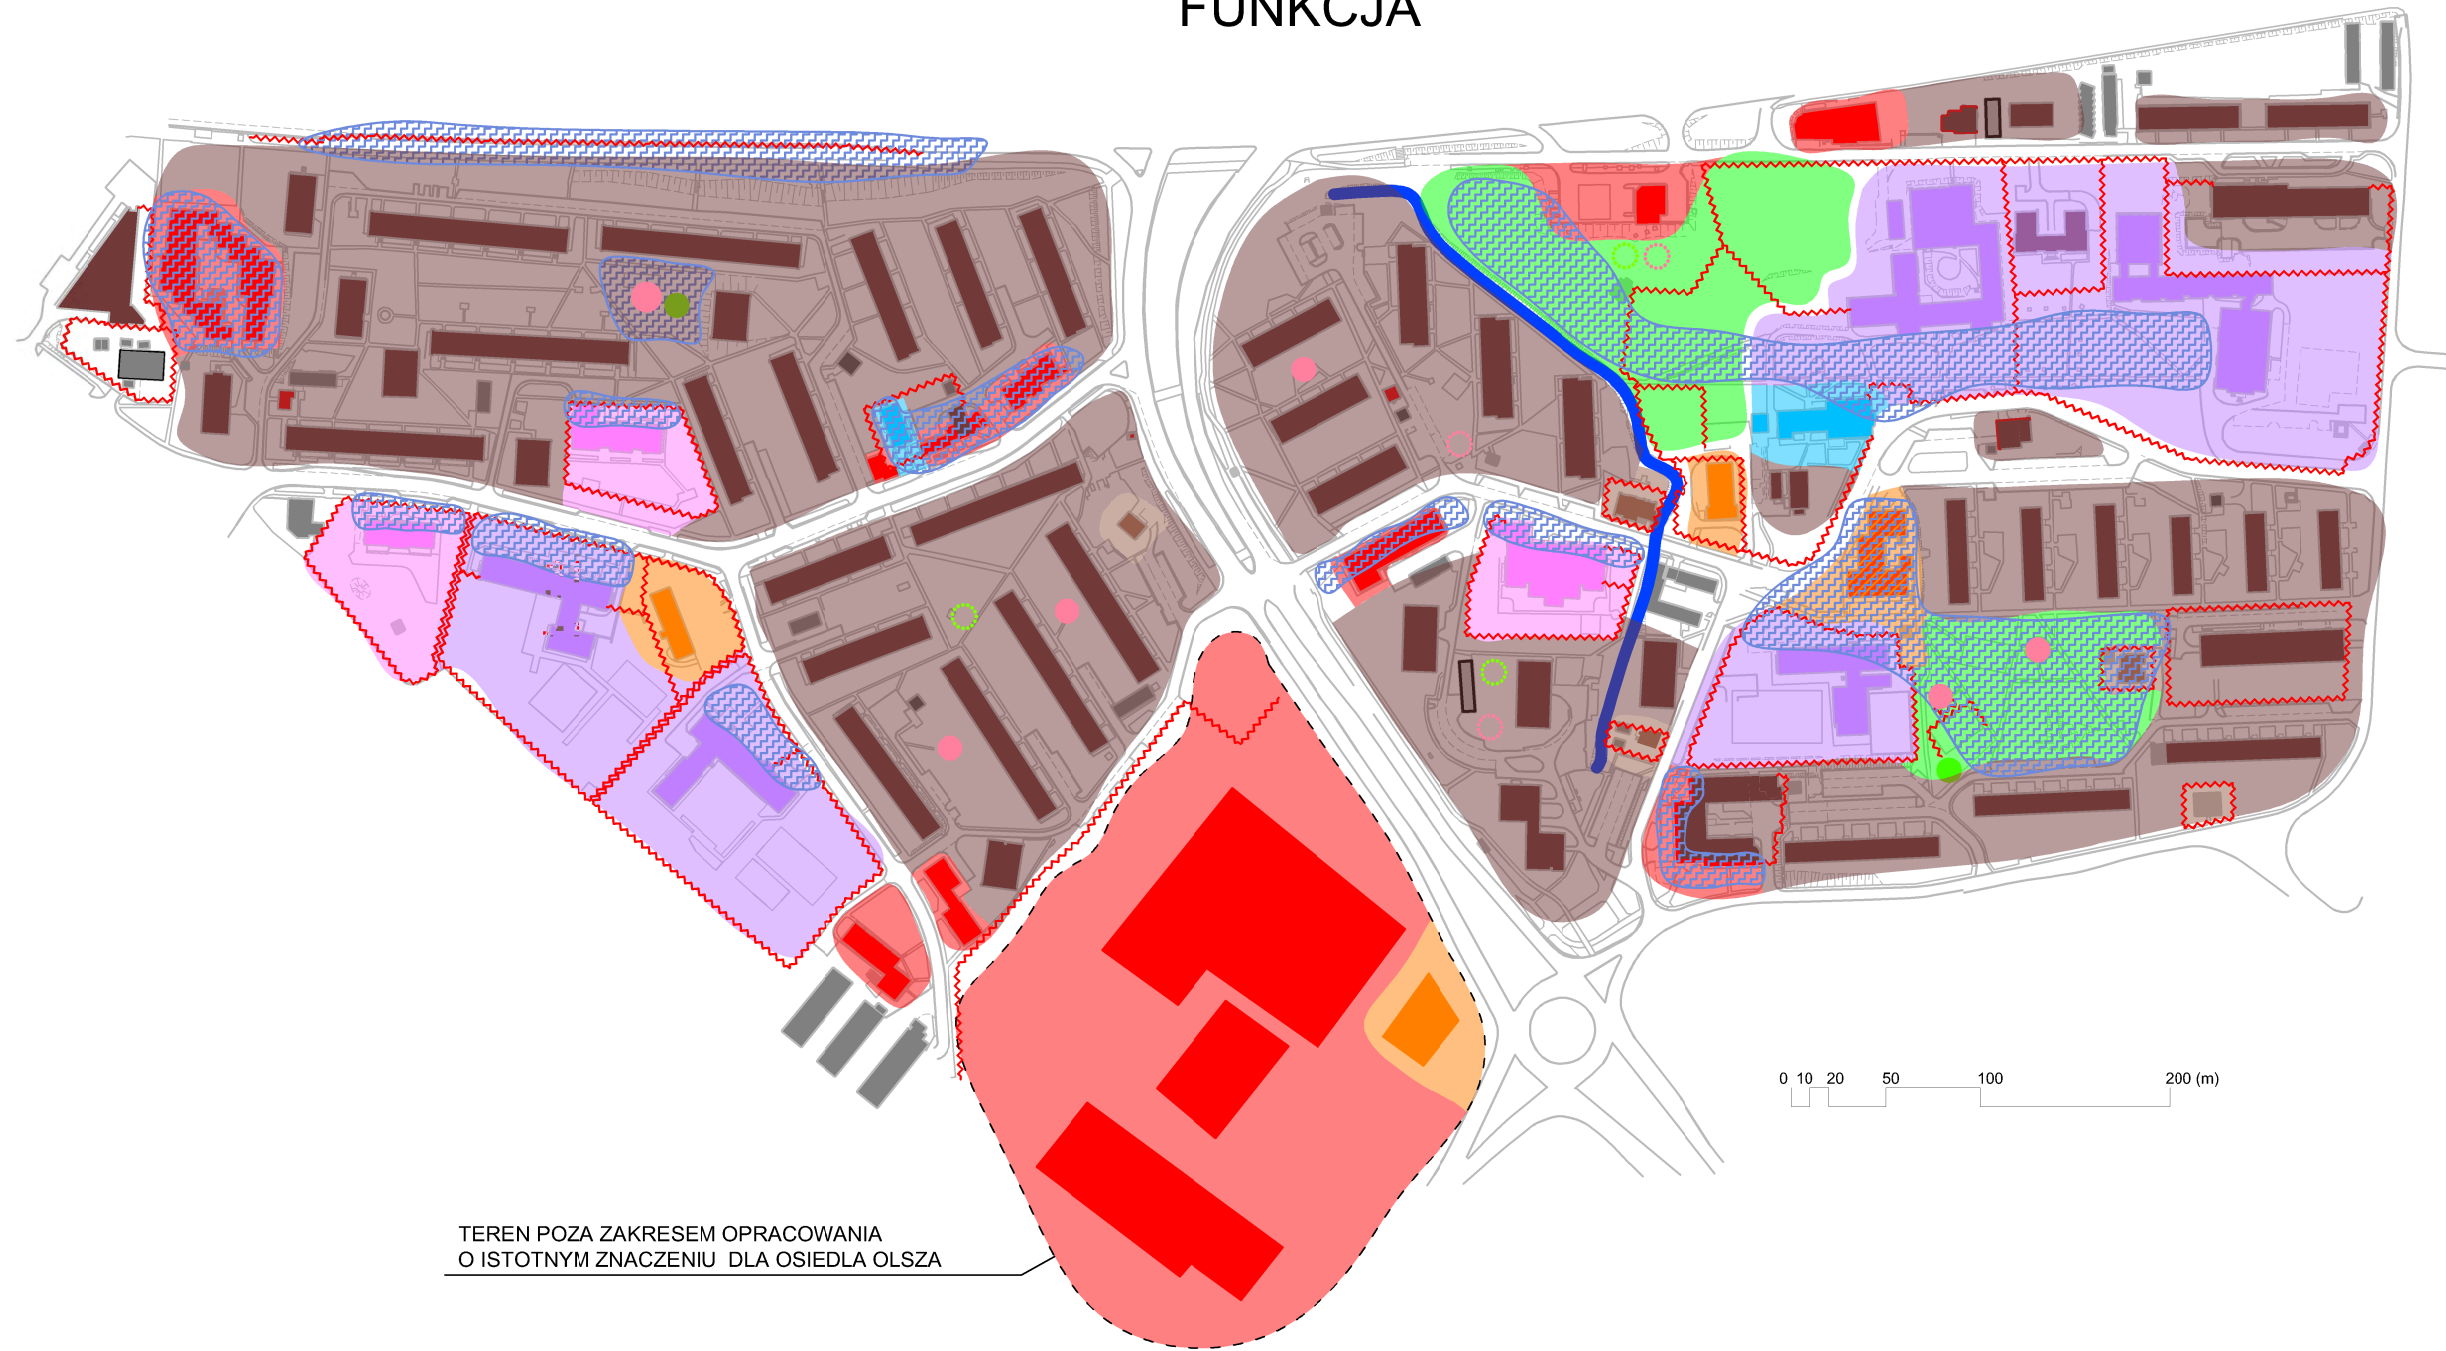 FUNKCJA
0 10 20 50 100 200 (m)
TEREN POZA ZAKRESEM OPRACOWANIA
O ISTOTNYM ZNACZENIU DLA OSIEDLA OLSZA